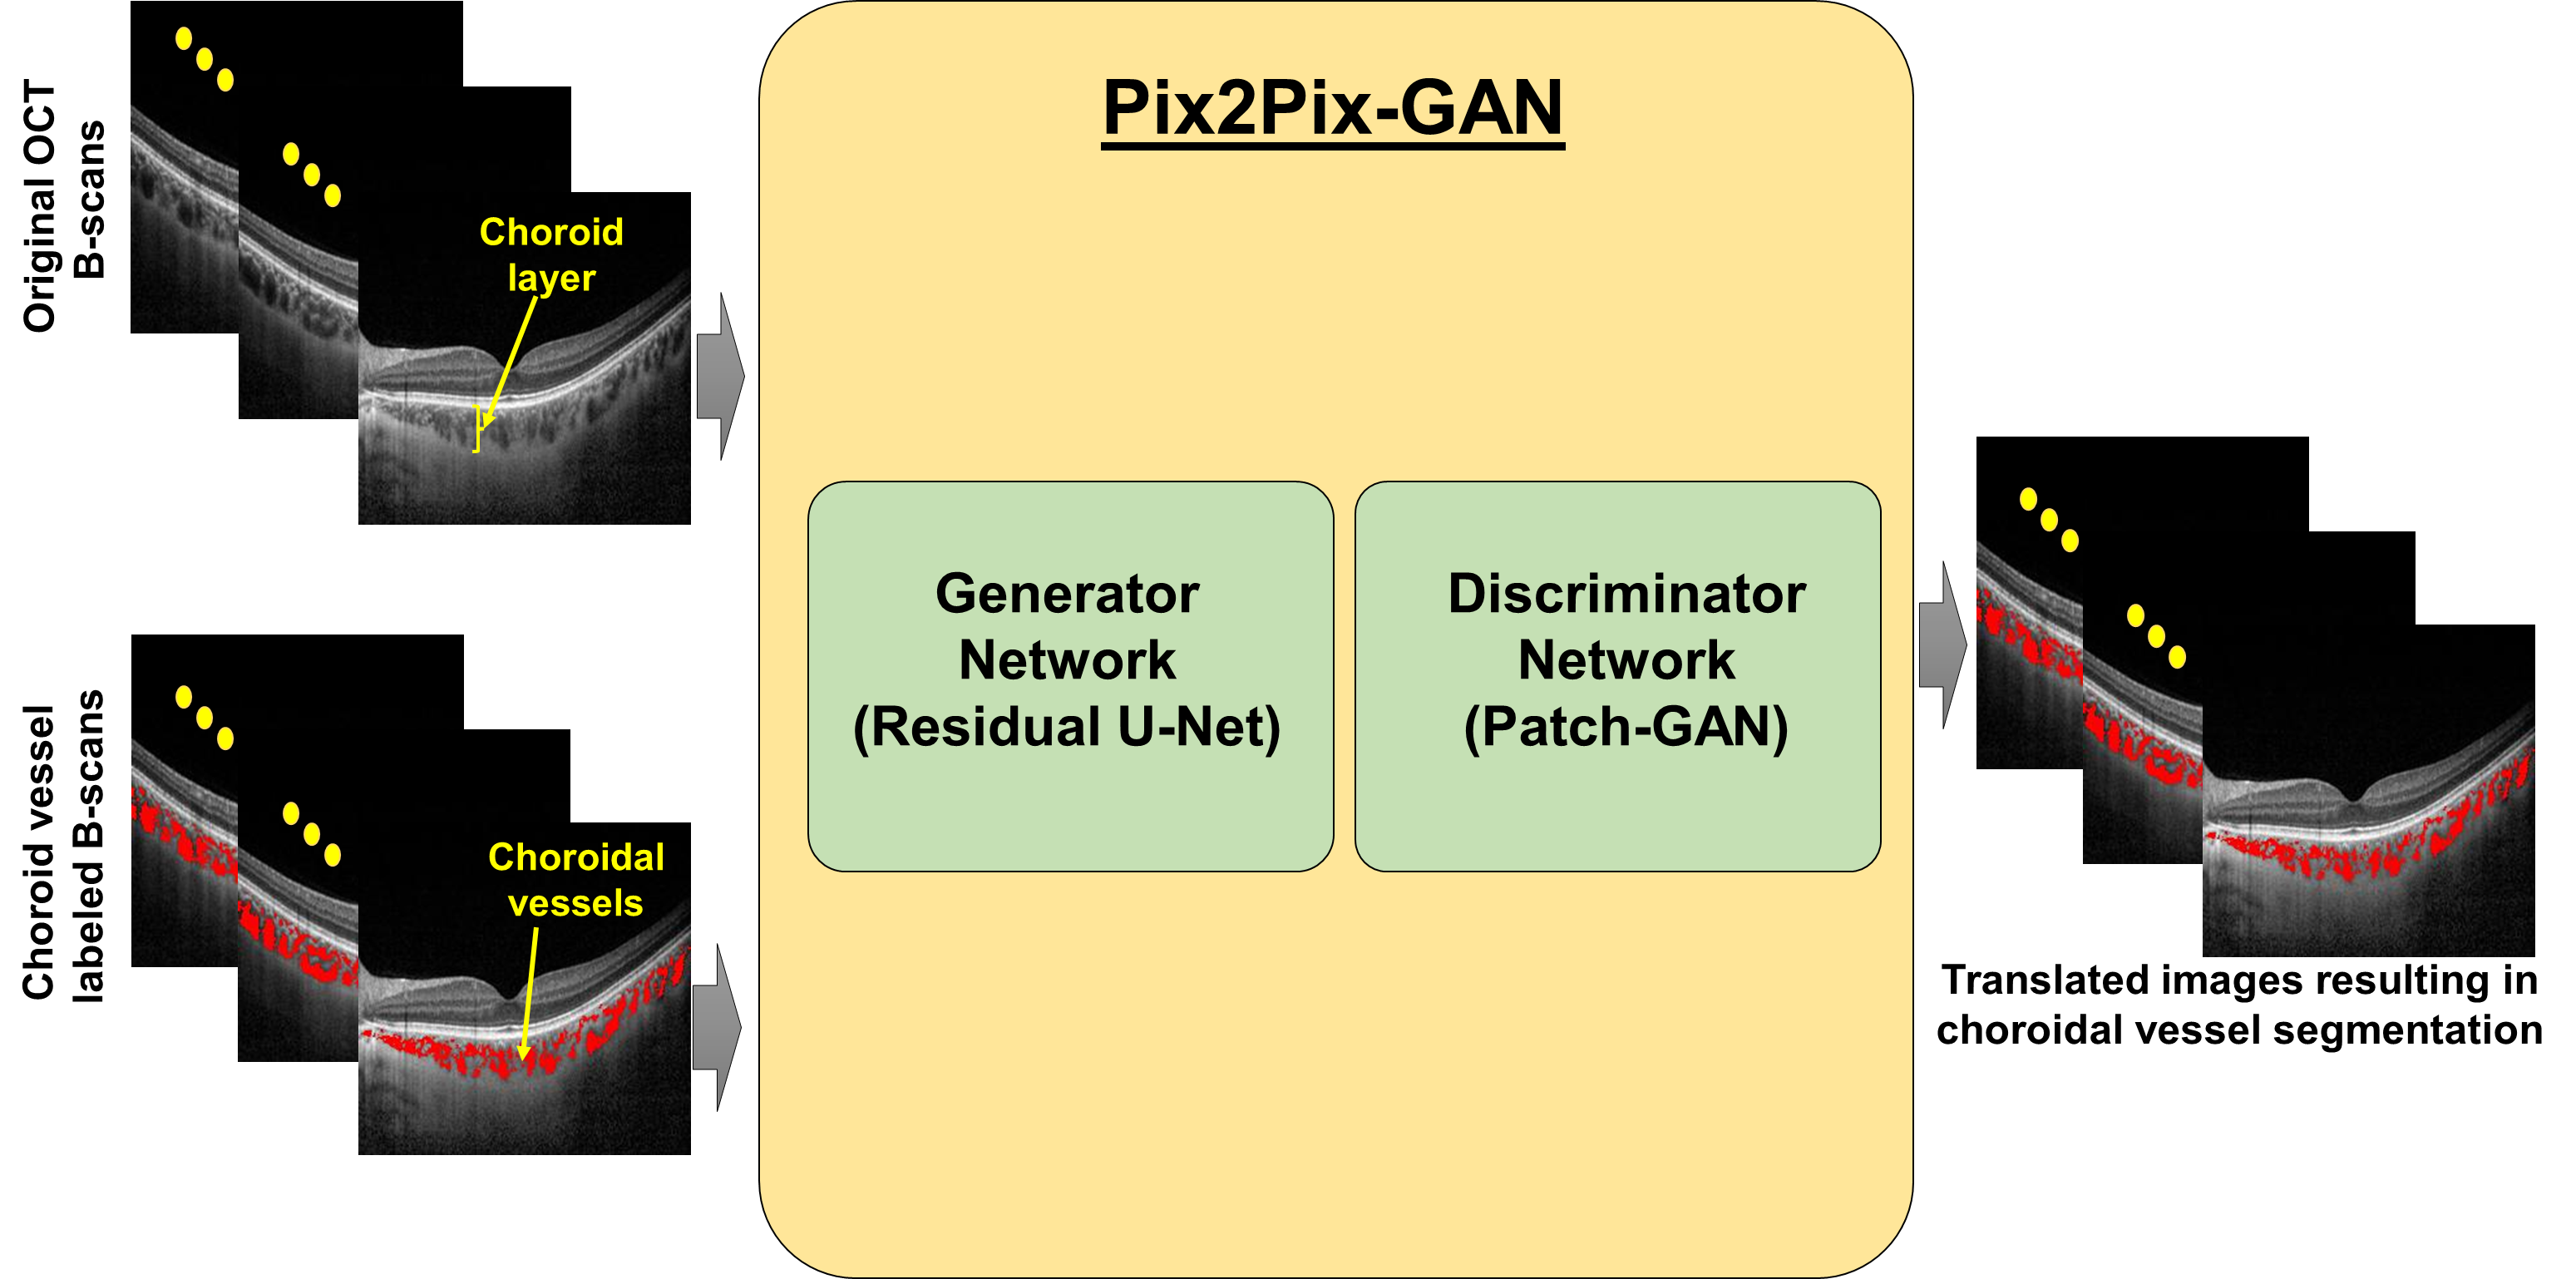 Original OCT
B-scans
Choroid
layer
Choroid vessel
labeled B-scans
Choroidal
vessels
Pix2Pix-GAN
Generator
Network
(Residual U-Net)
Discriminator
Network
(Patch-GAN)
Translated images resulting in
choroidal vessel segmentation